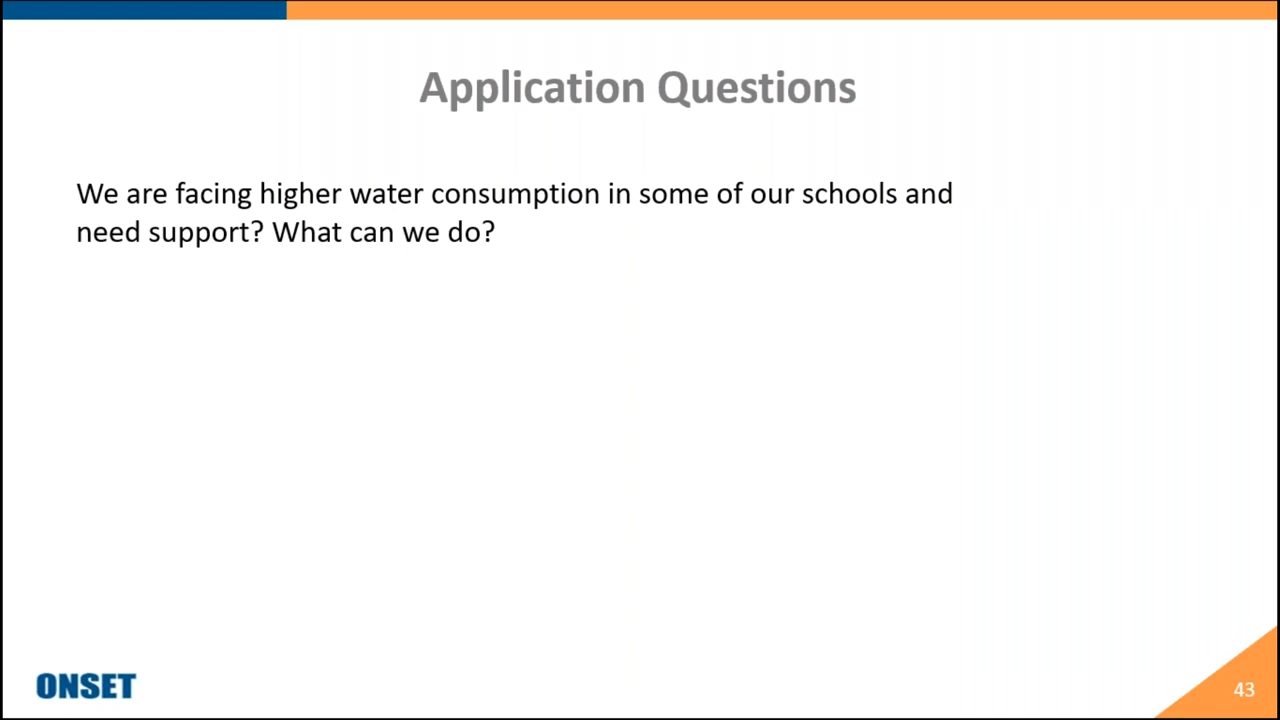 Application Questions
We are facing higher water consumption in some of our schools and
need support? What can we do?
ONSET
43